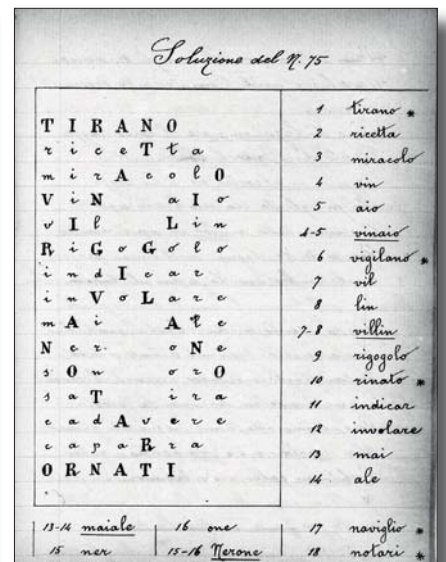 Soluzione del N. 75
T I R A N O
r i c e T t a
m i r A c o l O
V i N a I o
v I l L i n
R i G o G o l o
i n d I c a r
i n V o L a r e
m A i A l e
N e r. o N e
s O n o r O
s a T i r a
c a d A v e r e
c a p a R r a
O R N A T I
1 tirano *
2 ricetta
3 miracolo
4 vin
5 aio
4-5 vinaio
6 vigilano *
7 vil
8 lin
7-8 villin
9 rigogolo
10 rinato *
11 indicar
12 involare
13 mai
14 ale
13-14 maiale
15 ner
16 one
15-16 Nerone
17 naviglio *
18 notari *